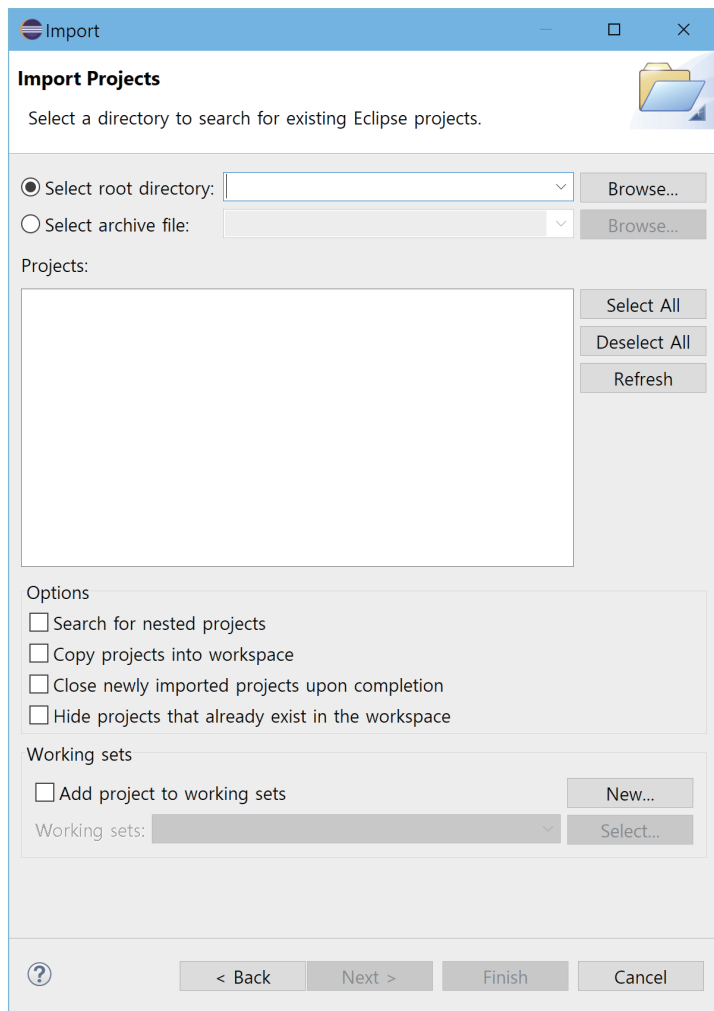 Import
Import Projects
Select a directory to search for existing Eclipse projects.
Select root directory: Browse...
Select archive file: Browse...
Projects:
Select All
Deselect All
Refresh
Options
Search for nested projects
Copy projects into workspace
Close newly imported projects upon completion
Hide projects that already exist in the workspace
Working sets
Add project to working sets New...
Working sets: Select...
? < Back Next > Finish Cancel